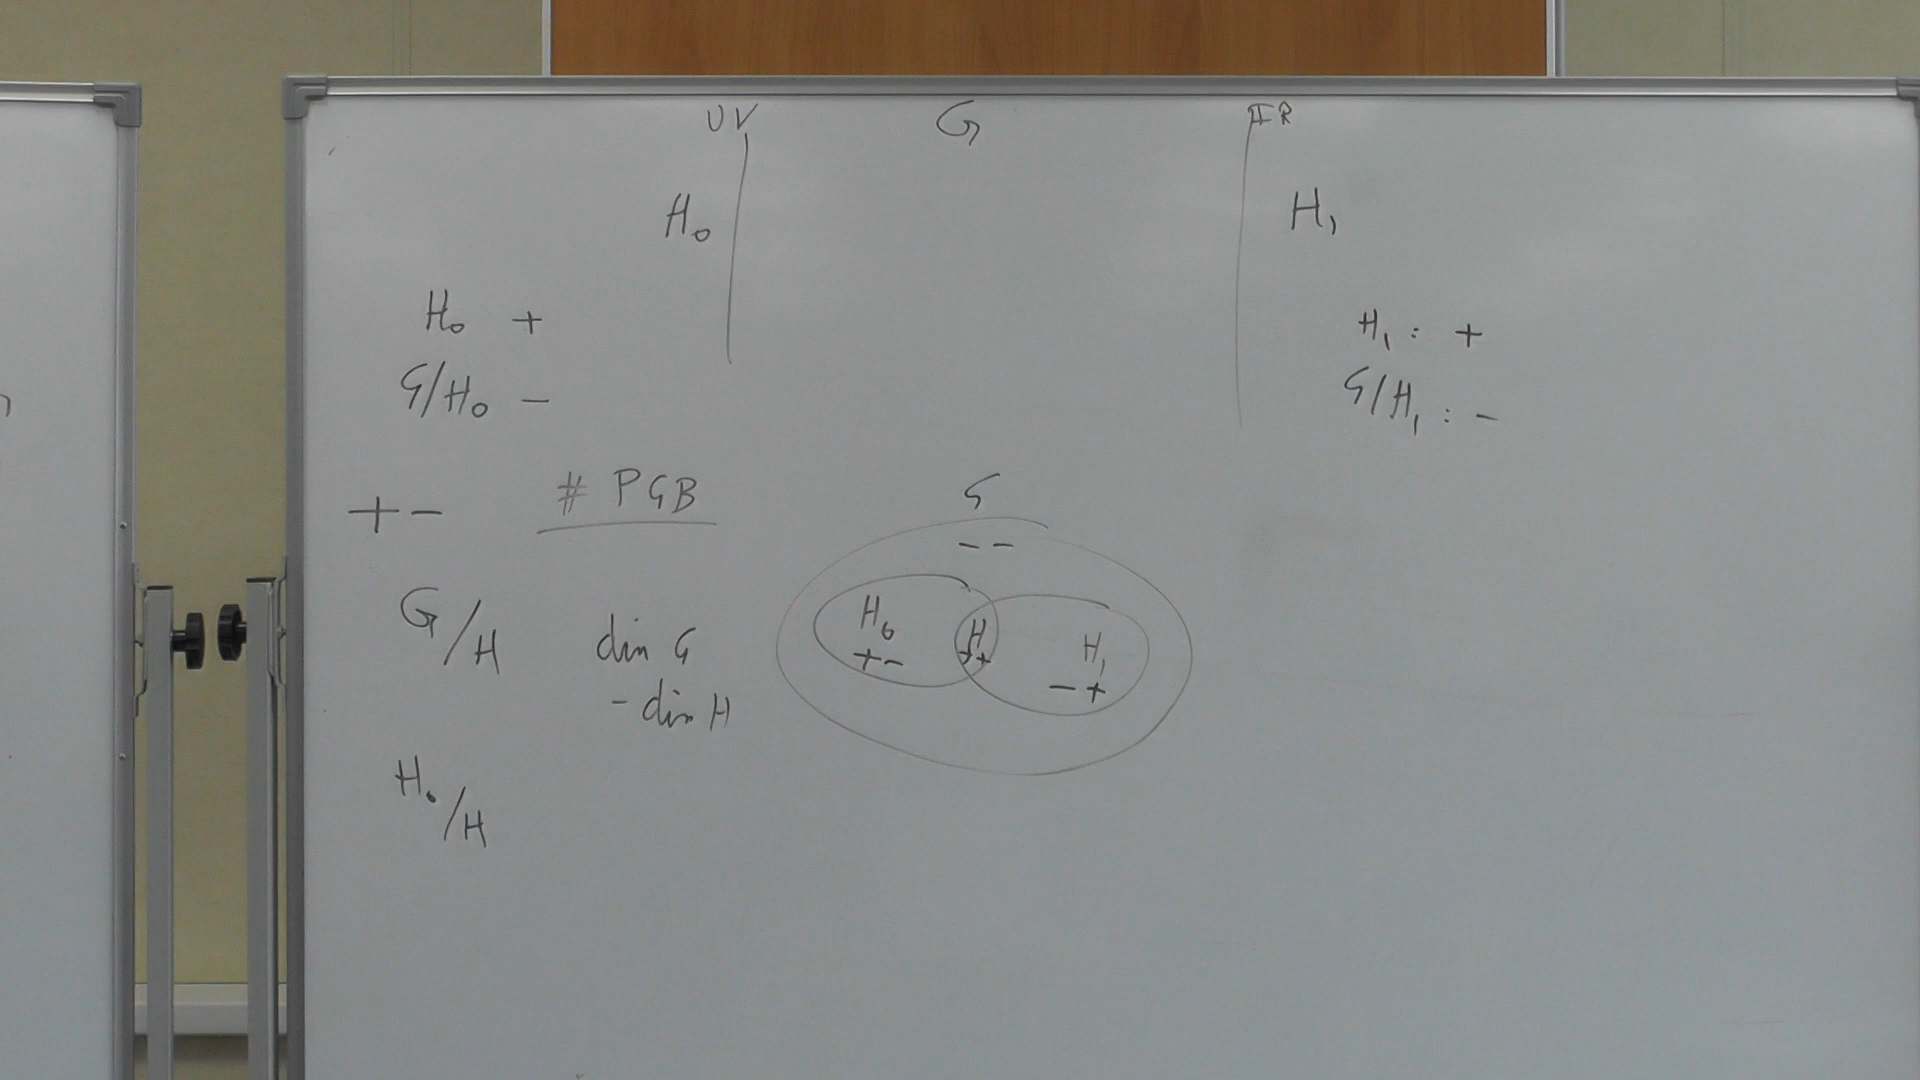 UV G IR
H₀ H₁
H₀ + H₁ : +
G/H₀ - G/H₁ : -
+ - # PGB G
- -
G/H dim G H₀ H H₁
+ - + + - +
- dim H
H₀/H